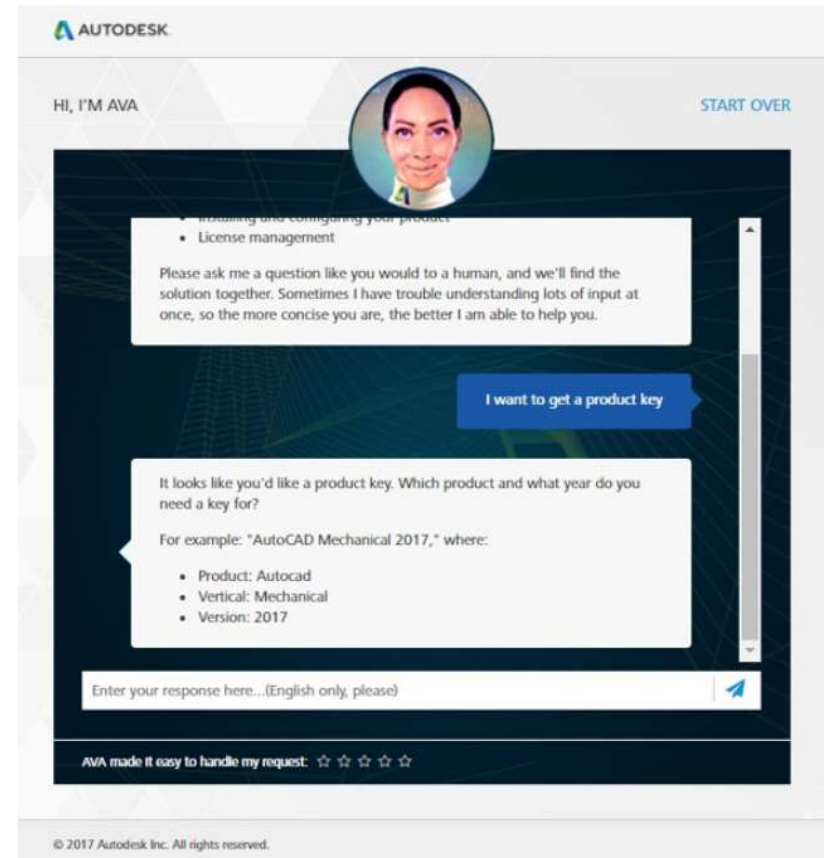 AUTODESK.
HI, I'M AVA
START OVER
• Installing and configuring your product
• License management
Please ask me a question like you would to a human, and we'll find the
solution together. Sometimes I have trouble understanding lots of input at
once, so the more concise you are, the better I am able to help you.
I want to get a product key
It looks like you'd like a product key. Which product and what year do you
need a key for?
For example: "AutoCAD Mechanical 2017," where:
• Product: Autocad
• Vertical: Mechanical
• Version: 2017
Enter your response here...(English only, please)
AVA made it easy to handle my request: ☆ ☆ ☆ ☆ ☆
© 2017 Autodesk Inc. All rights reserved.